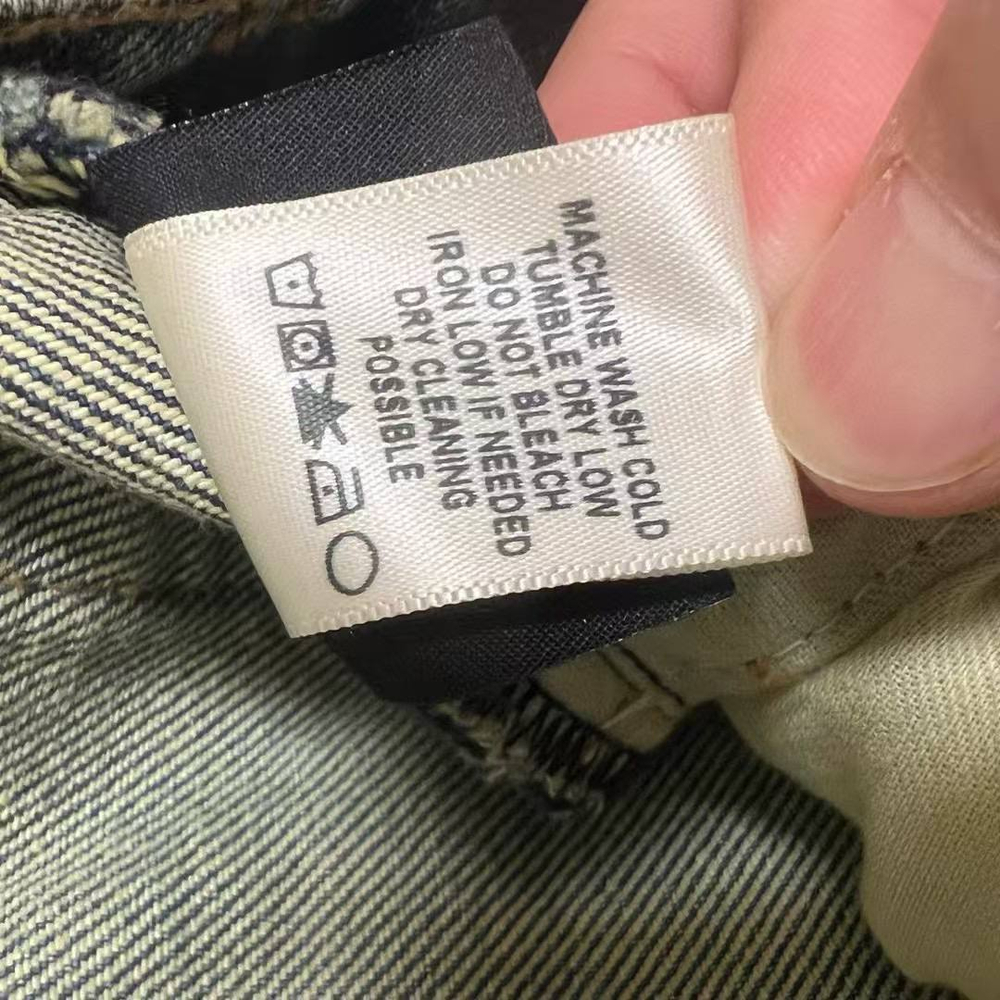 MACHINE WASH COLD
TUMBLE DRY LOW
DO NOT BLEACH
IRON LOW IF NEEDED
DRY CLEANING
POSSIBLE